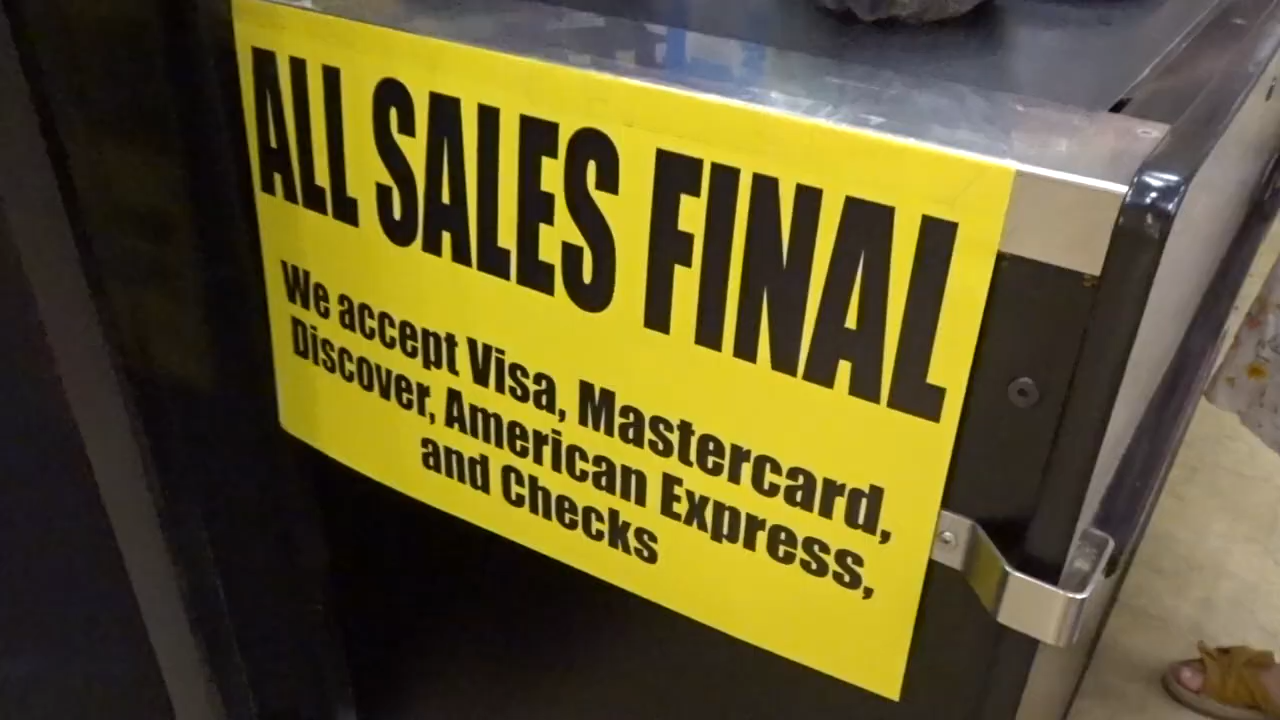 ALL SALES FINAL
We accept Visa, Mastercard,
Discover, American Express,
and Checks